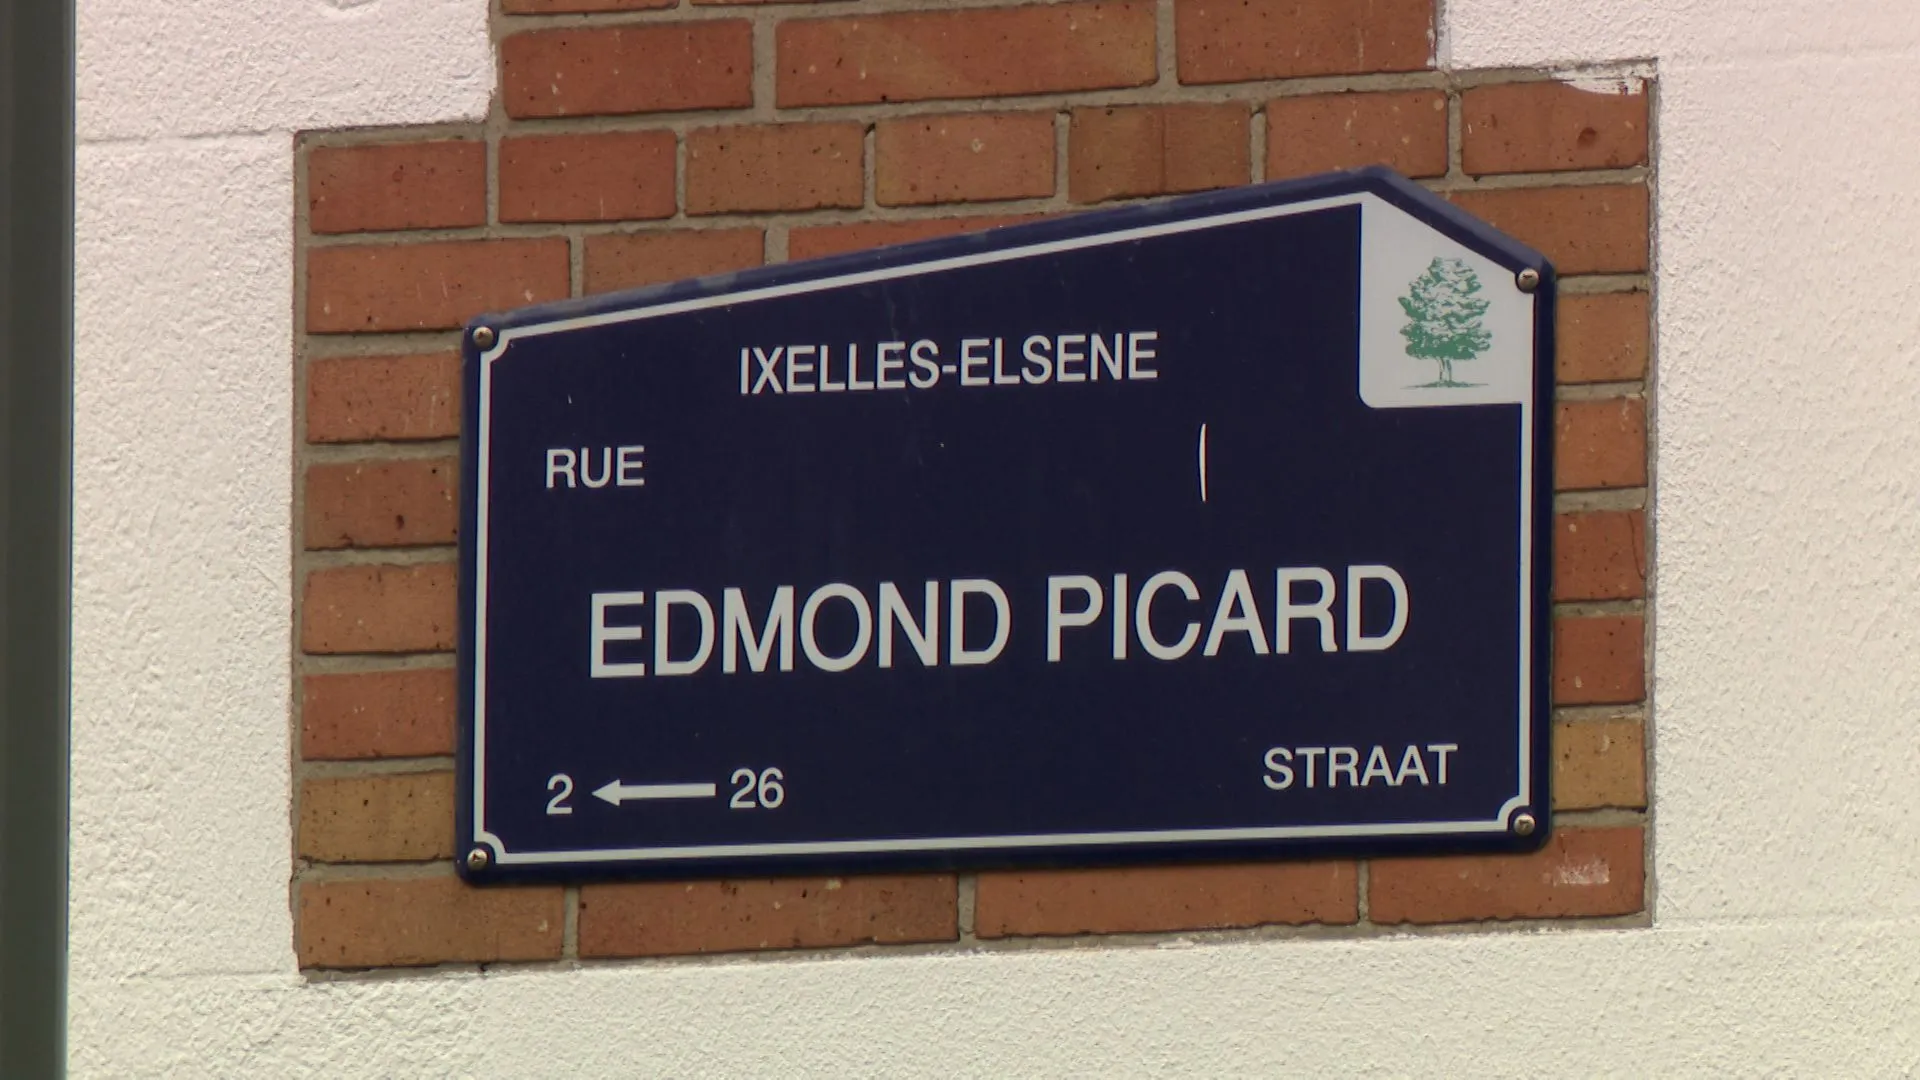 IXELLES-ELSENE
RUE
EDMOND PICARD
STRAAT
2 ← 26